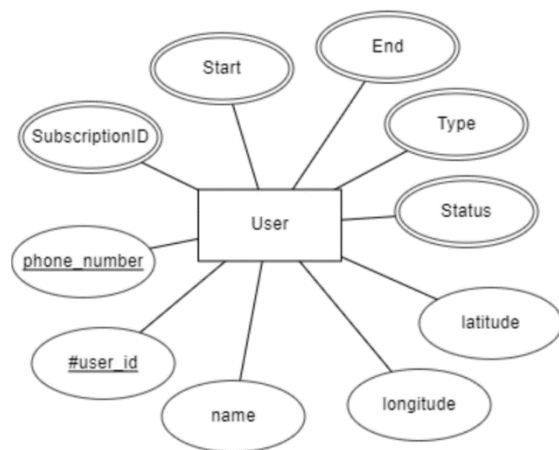 End
Start
Type
SubscriptionID
Status
User
phone_number
latitude
#user_id
longitude
name